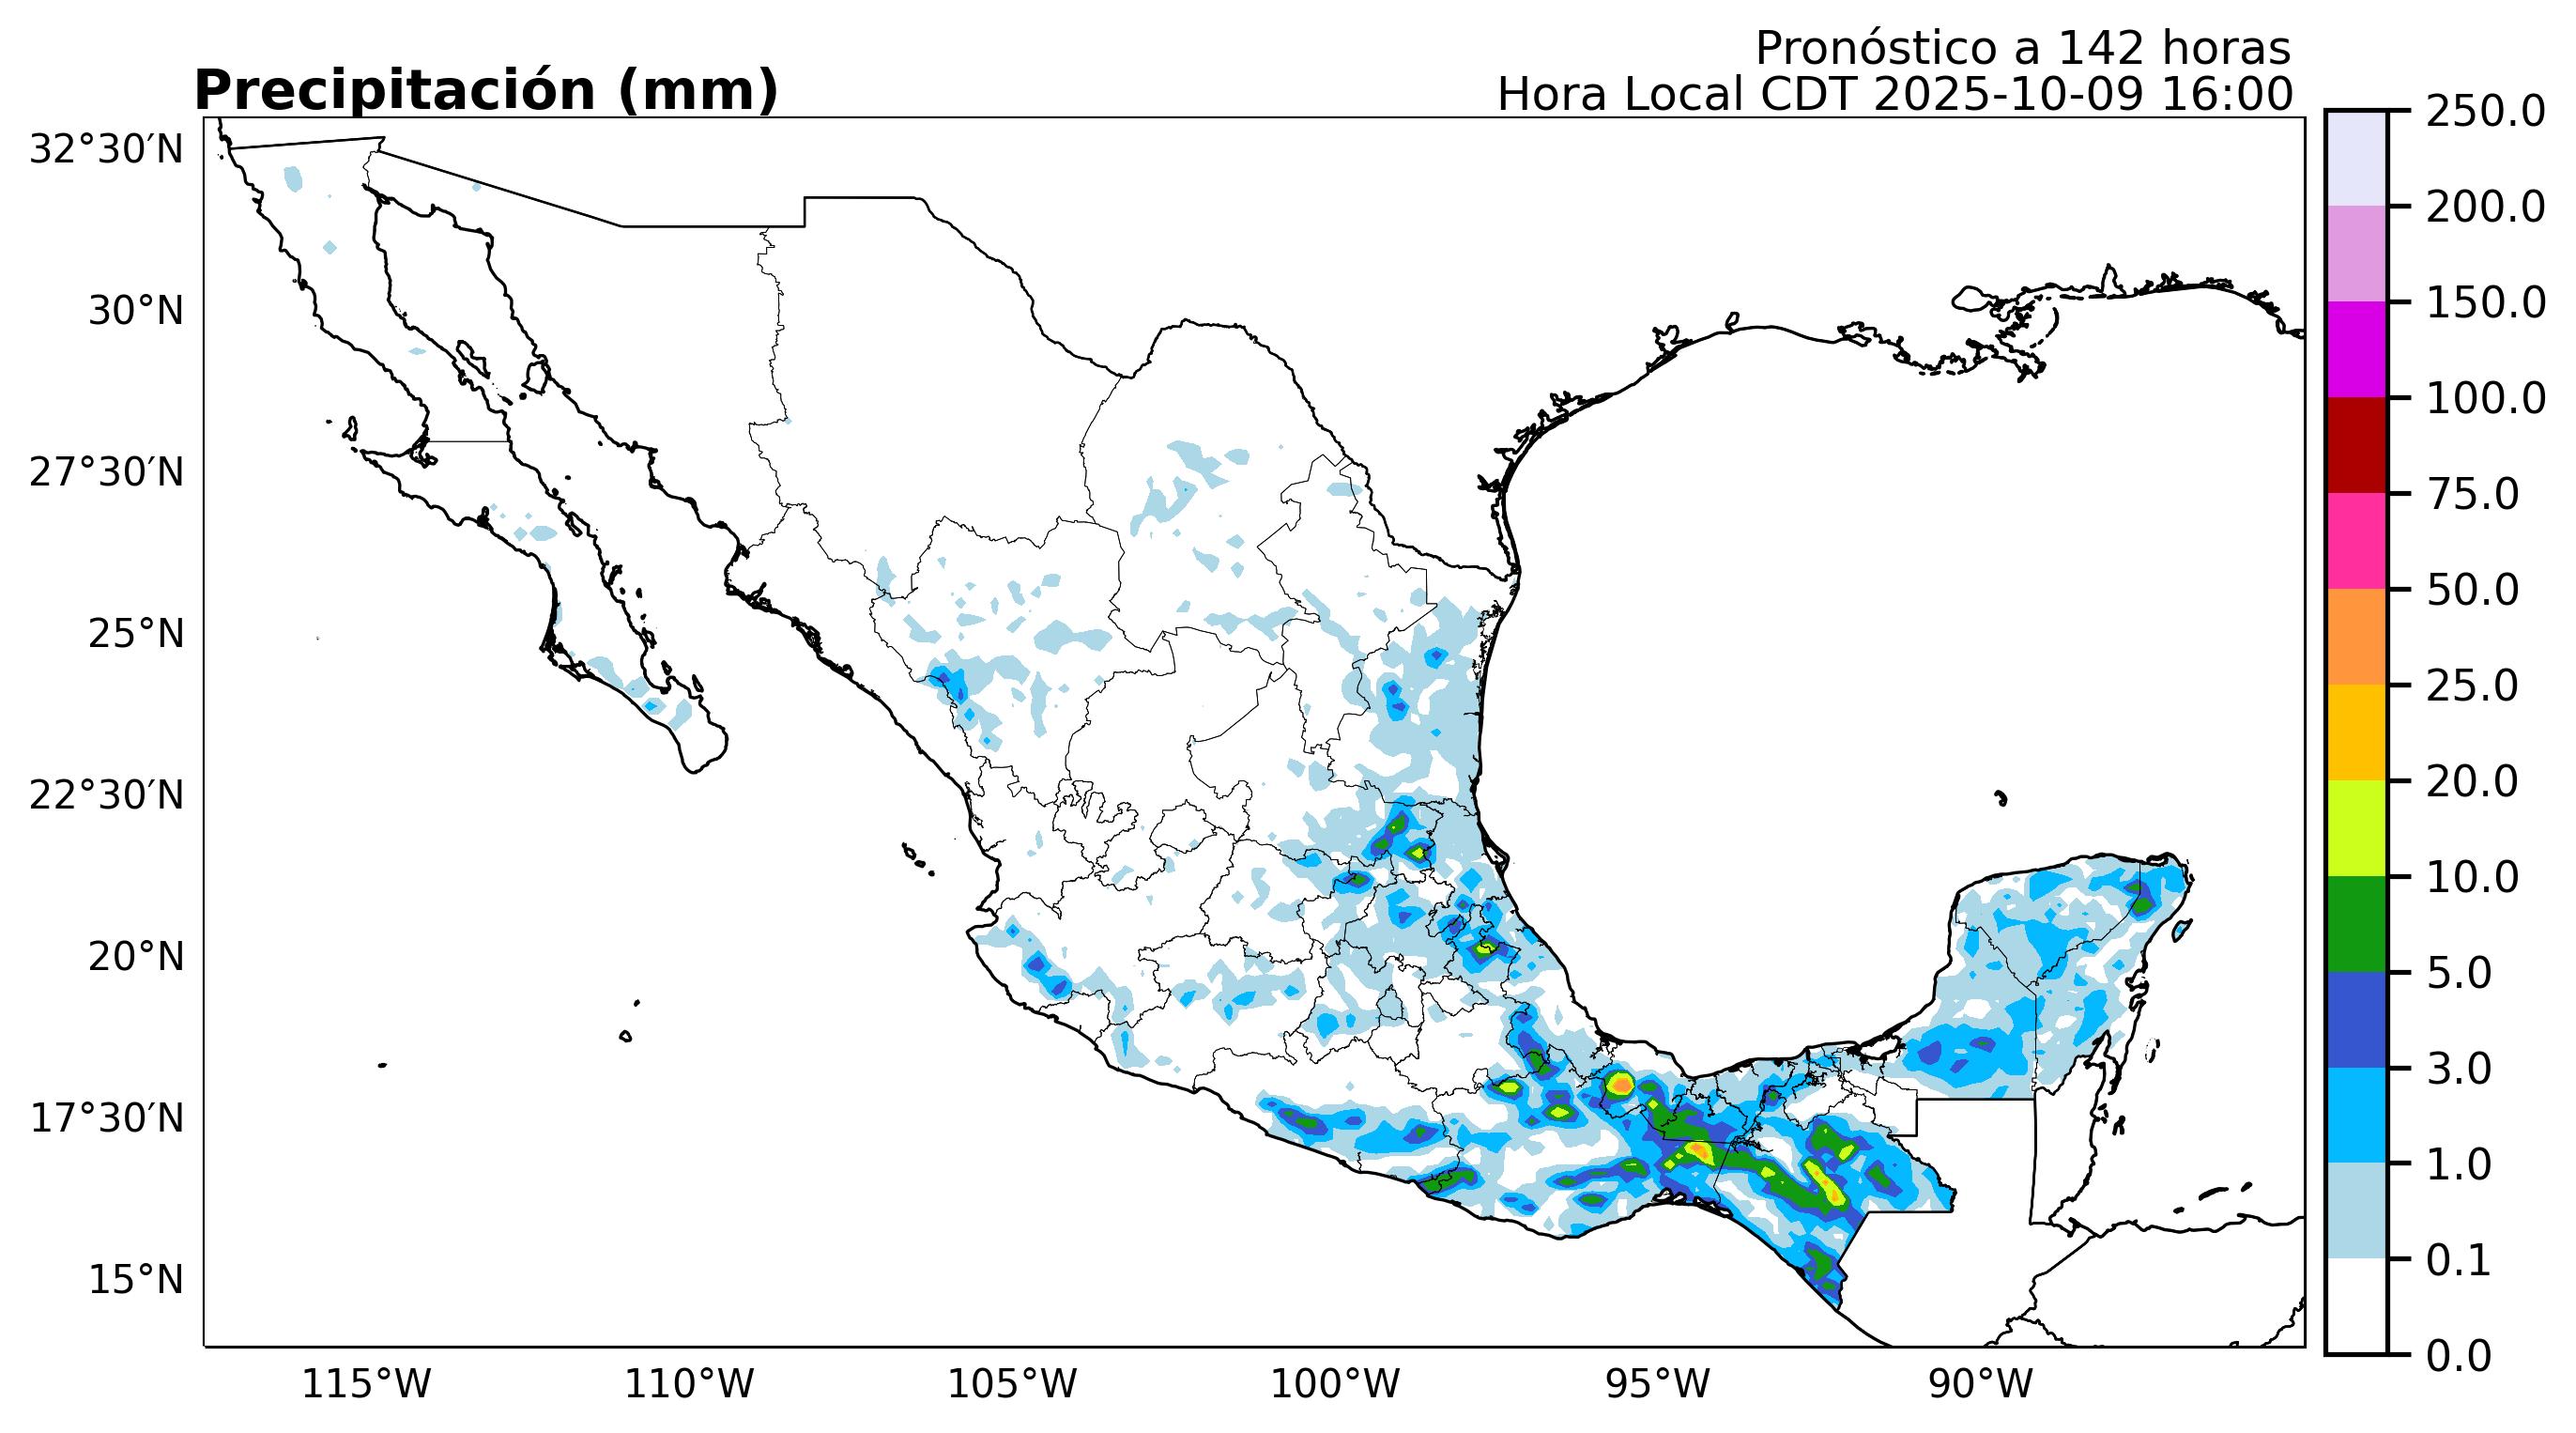 Pronóstico a 142 horas
Precipitación (mm)
Hora Local CDT 2025-10-09 16:00
32°30′N
30°N
27°30′N
25°N
22°30′N
20°N
17°30′N
15°N
115°W
110°W
105°W
100°W
95°W
90°W
250.0
200.0
150.0
100.0
75.0
50.0
25.0
20.0
10.0
5.0
3.0
1.0
0.1
0.0